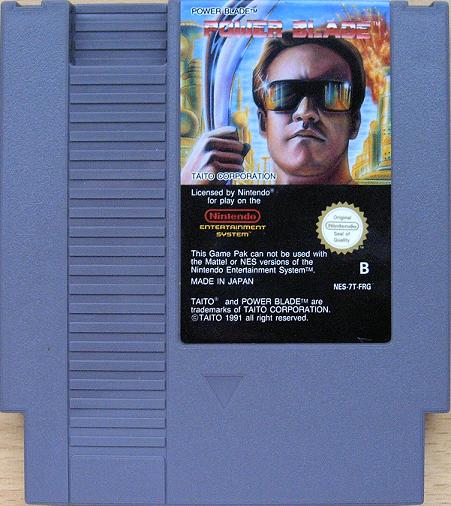 POWER BLADE™
POWER BLADE™
TAITO CORPORATION
Licensed by Nintendo®
for play on the
Nintendo
ENTERTAINMENT
SYSTEM™
Original
Nintendo
Seal of
Quality
This Game Pak can not be used with
the Mattel or NES versions of the
Nintendo Entertainment System™.
MADE IN JAPAN
B
NES-7T-FRG
TAITO® and POWER BLADE™ are
trademarks of TAITO CORPORATION.
©TAITO 1991 all right reserved.